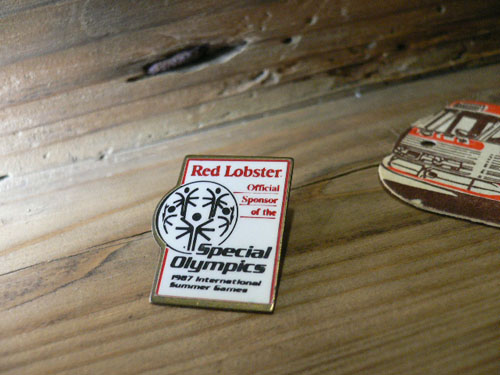 Red Lobster
Official
Sponsor
of the
Special
Olympics
1987 International
Summer Games